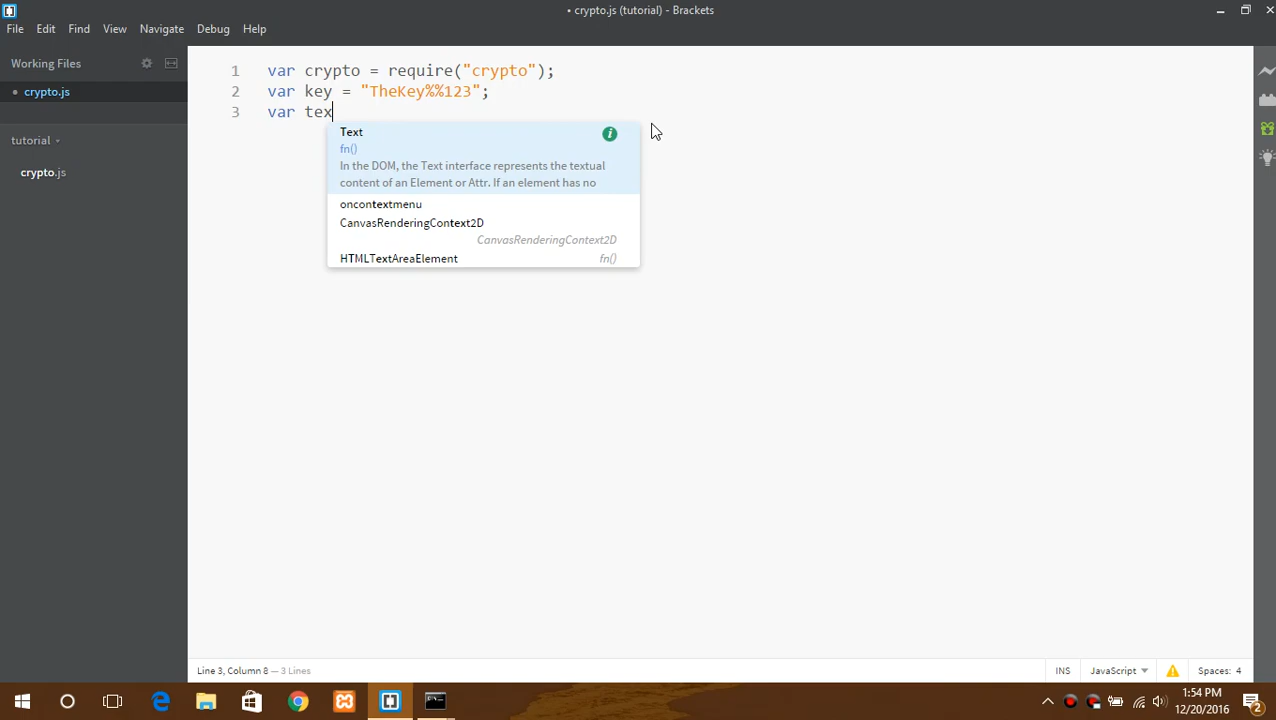 • crypto.js (tutorial) - Brackets
File Edit Find View Navigate Debug Help
Working Files
• crypto.js
tutorial
crypto.js
1 var crypto = require("crypto");
2 var key = "TheKey%%123";
3 var tex
Text
fn()
In the DOM, the Text interface represents the textual
content of an Element or Attr. If an element has no
oncontextmenu
CanvasRenderingContext2D
CanvasRenderingContext2D
HTMLTextAreaElement fn()
Line 3, Column 8 — 3 Lines INS JavaScript Spaces: 4
1:54 PM
12/20/2016
2